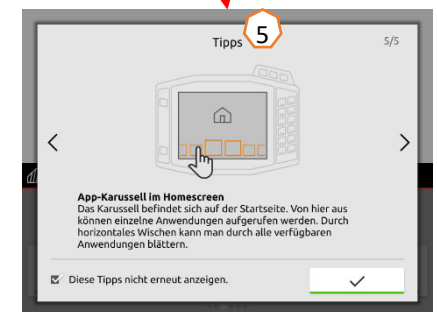 Tipps
5
5/5
App-Karussell im Homescreen
Das Karussell befindet sich auf der Startseite. Von hier aus
können einzelne Anwendungen aufgerufen werden. Durch
horizontales Wischen kann man durch alle verfügbaren
Anwendungen blättern.
Diese Tipps nicht erneut anzeigen.